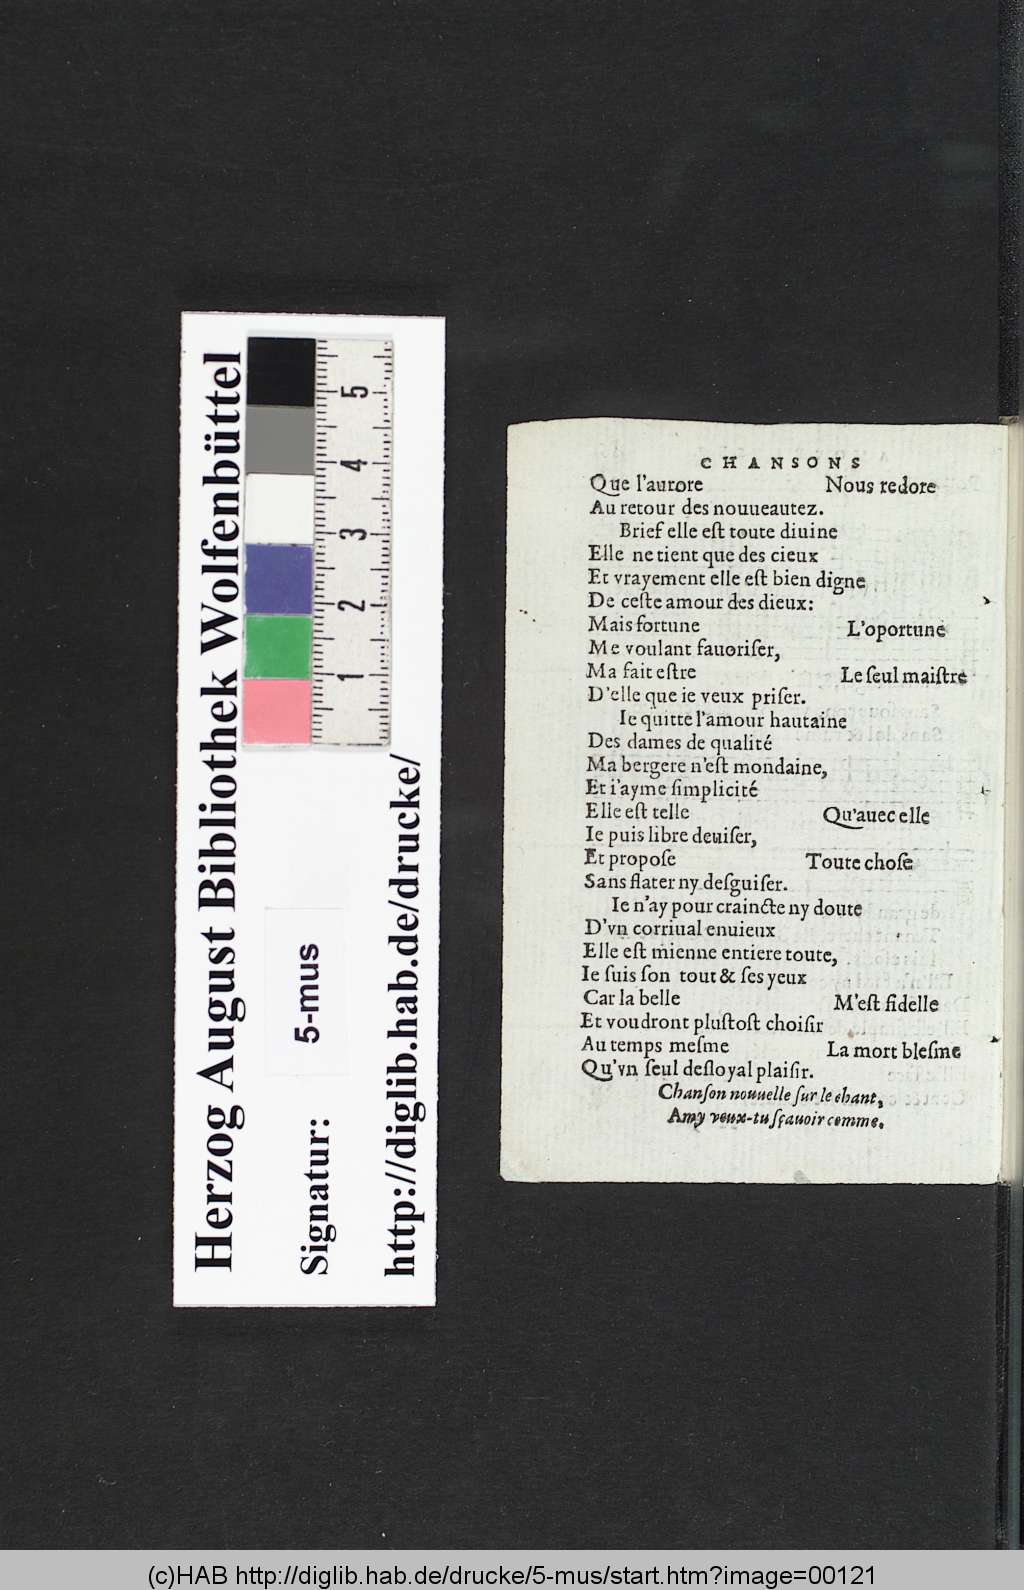 Herzog August Bibliothek Wolfenbüttel
Signatur: 5-mus
http://diglib.hab.de/drucke/
1 2 3 4 5
CHANSONS
Que l'aurore Nous redore
Au retour des nouueautez.
Brief elle eſt toute diuine
Elle ne tient que des cieux
Et vrayement elle eſt bien digne
De ceſte amour des dieux:
Mais fortune L'oportune
Me voulant fauoriſer,
Ma fait eſtre Le ſeul maiſtre
D'elle que ie veux priſer.
Ie quitte l'amour hautaine
Des dames de qualité
Ma bergere n'eſt mondaine,
Et i'ayme ſimplicité
Elle eſt telle Qu'auec elle
Ie puis libre deuiſer,
Et propoſe Toute choſe
Sans flater ny deſguiſer.
Ie n'ay pour craincte ny doute
D'vn corriual enuieux
Elle eſt mienne entiere toute,
Ie ſuis ſon tout & ſes yeux
Car la belle M'eſt fidelle
Et voudront pluſtoſt choiſir
Au temps meſme La mort bleſme
Qu'vn ſeul defloyal plaiſir.
Chanſon nouuelle ſur le chant,
Amy veux-tu ſçauoir comme.
(c)HAB http://diglib.hab.de/drucke/5-mus/start.htm?image=00121